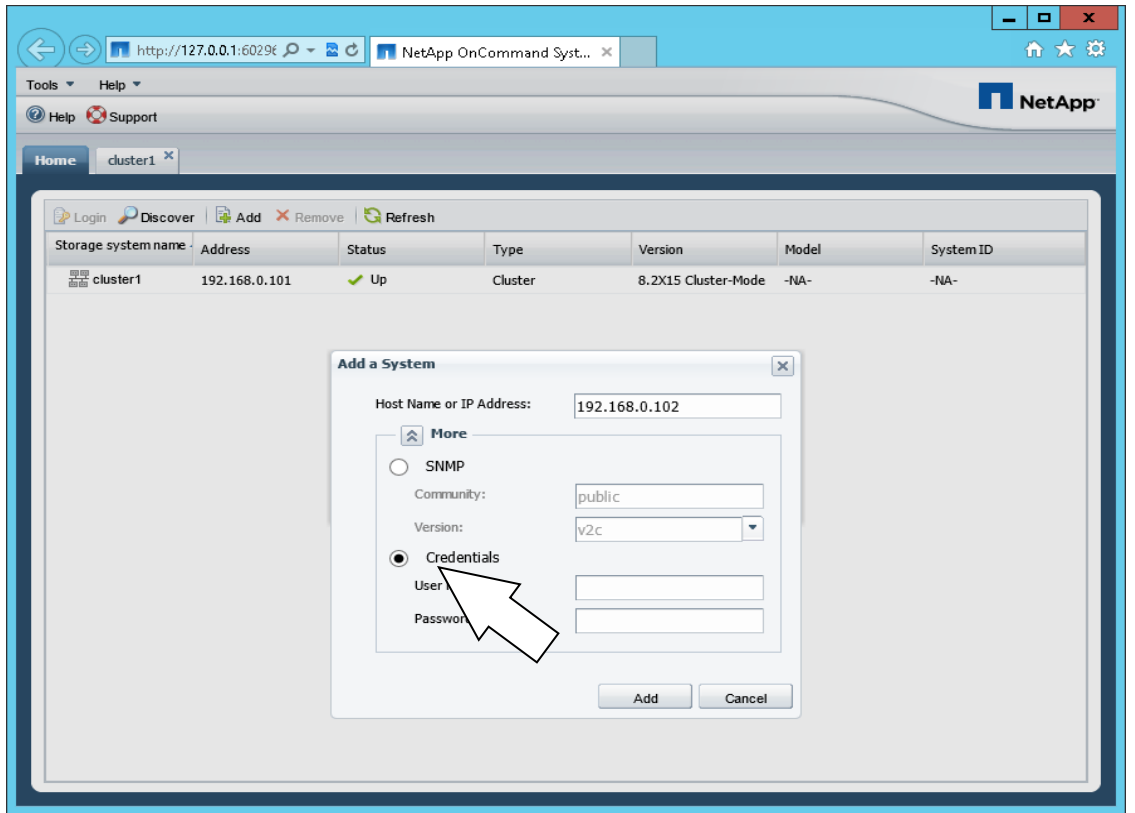 http://127.0.0.1:6029
NetApp OnCommand Syst...
Tools Help
NetApp
Help Support
Home cluster1
Login Discover Add Remove Refresh
Storage system name Address Status Type Version Model System ID
cluster1 192.168.0.101 Up Cluster 8.2X15 Cluster-Mode -NA- -NA-
Add a System
Host Name or IP Address: 192.168.0.102
More
SNMP
Community: public
Version: v2c
Credentials
User
Password
Add Cancel